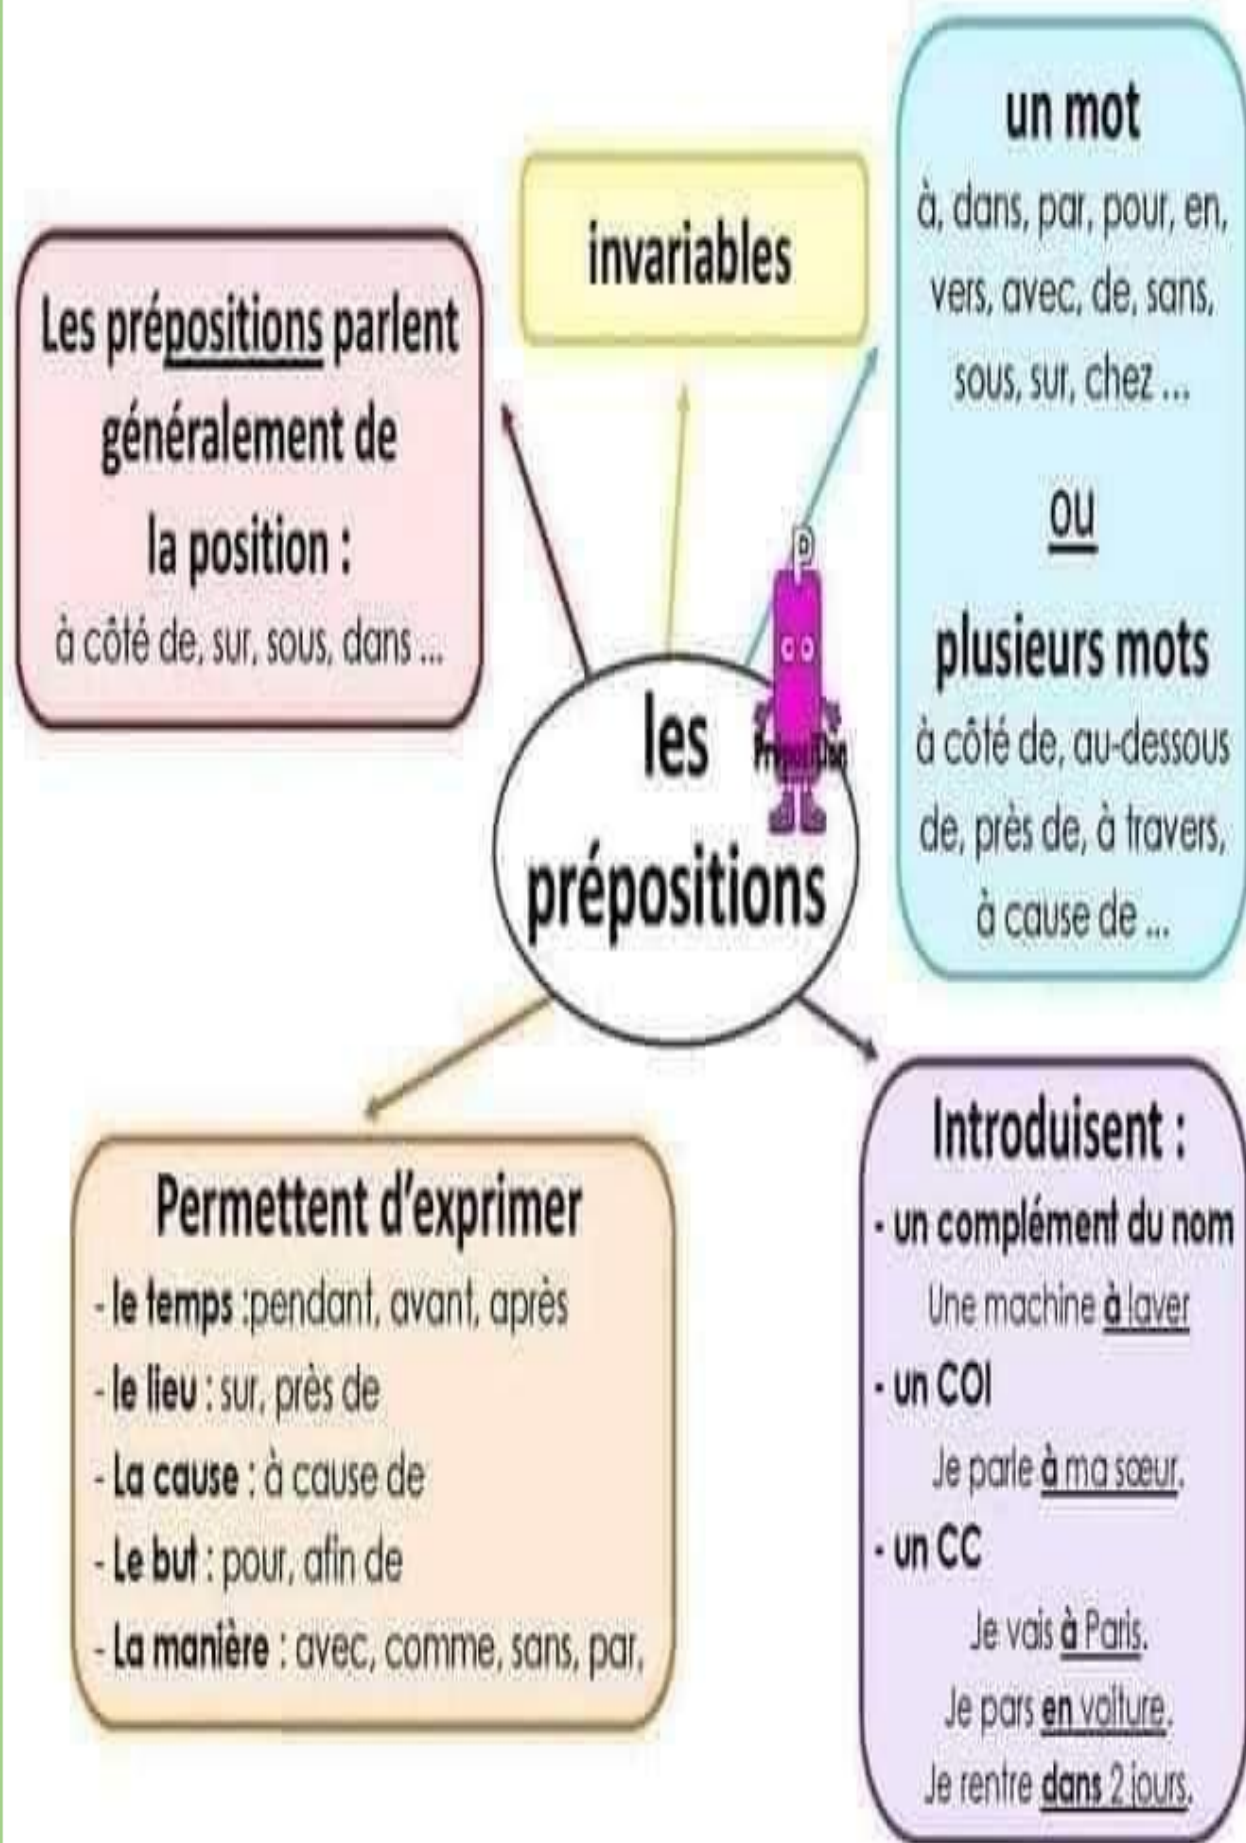 Les prépositions parlent
généralement de
la position :
à côté de, sur, sous, dans ...
invariables
un mot
à, dans, par, pour, en,
vers, avec, de, sans,
sous, sur, chez ...
ou
plusieurs mots
à côté de, au-dessous
de, près de, à travers,
à cause de ...
P
Préposition
les
prépositions
Permettent d'exprimer
- le temps :pendant, avant, après
- le lieu : sur, près de
- La cause : à cause de
- Le but : pour, afin de
- La manière : avec, comme, sans, par,
Introduisent :
- un complément du nom
Une machine à laver
- un COI
Je parle à ma sœur.
- un CC
Je vais à Paris.
Je pars en voiture.
Je rentre dans 2 jours.